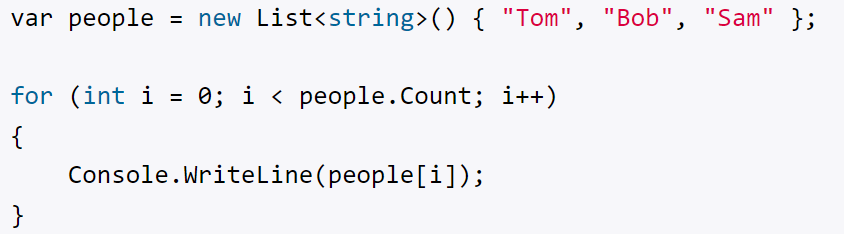 var people = new List<string>() { "Tom", "Bob", "Sam" };
for (int i = 0; i < people.Count; i++)
{
    Console.WriteLine(people[i]);
}